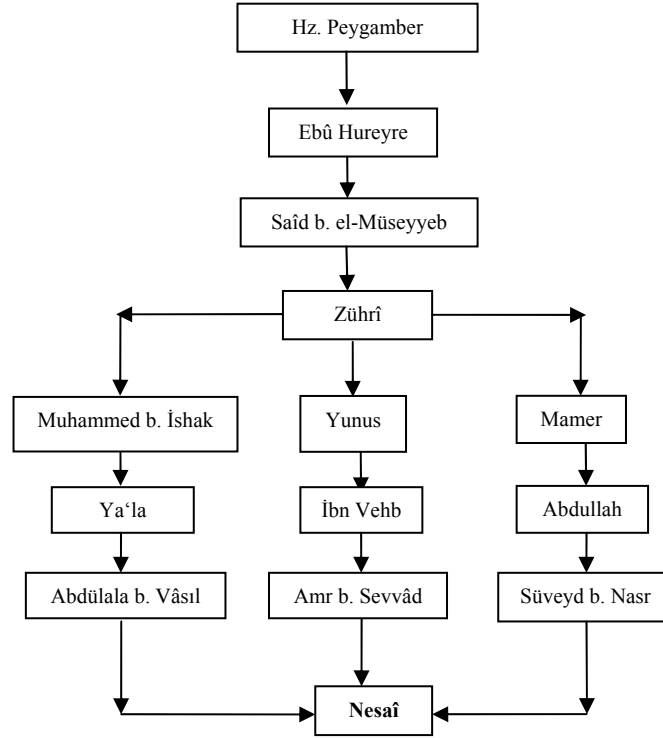 Hz. Peygamber
Ebû Hureyre
Saîd b. el-Müseyyeb
Zührî
Muhammed b. İshak
Yunus
Mamer
Ya‘la
İbn Vehb
Abdullah
Abdülala b. Vâsıl
Amr b. Sevvâd
Süveyd b. Nasr
Nesaî